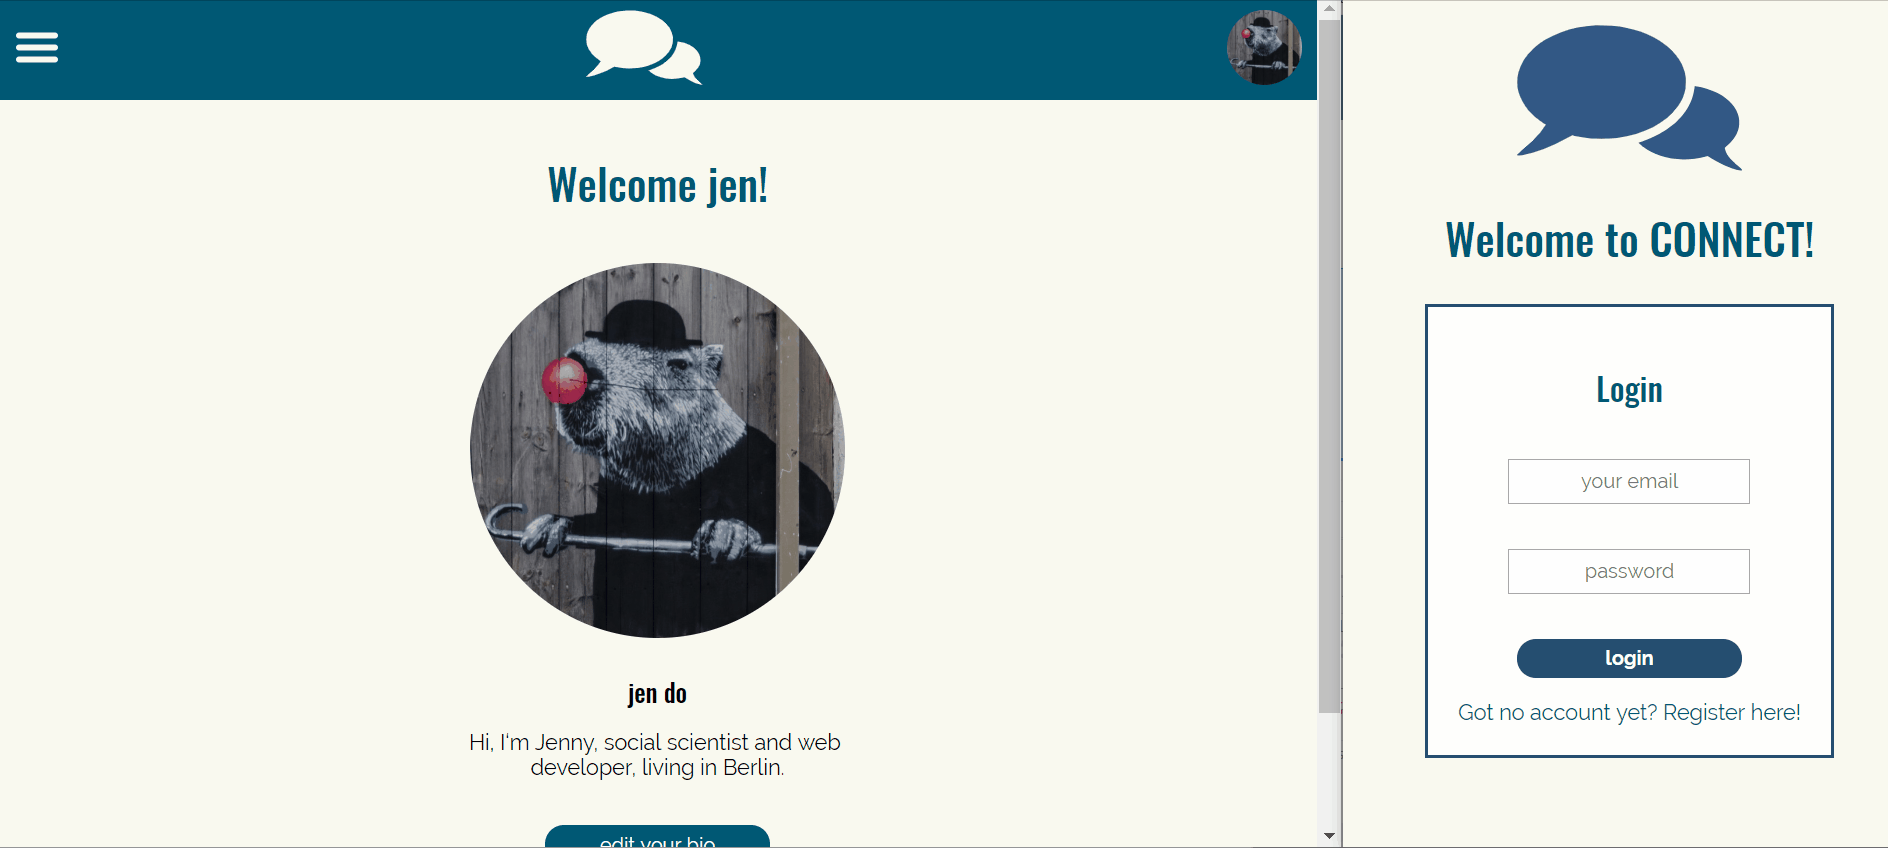 Welcome jen!
jen do
Hi, I'm Jenny, social scientist and web
developer, living in Berlin.
edit your bio
Welcome to CONNECT!
Login
your email
password
login
Got no account yet? Register here!